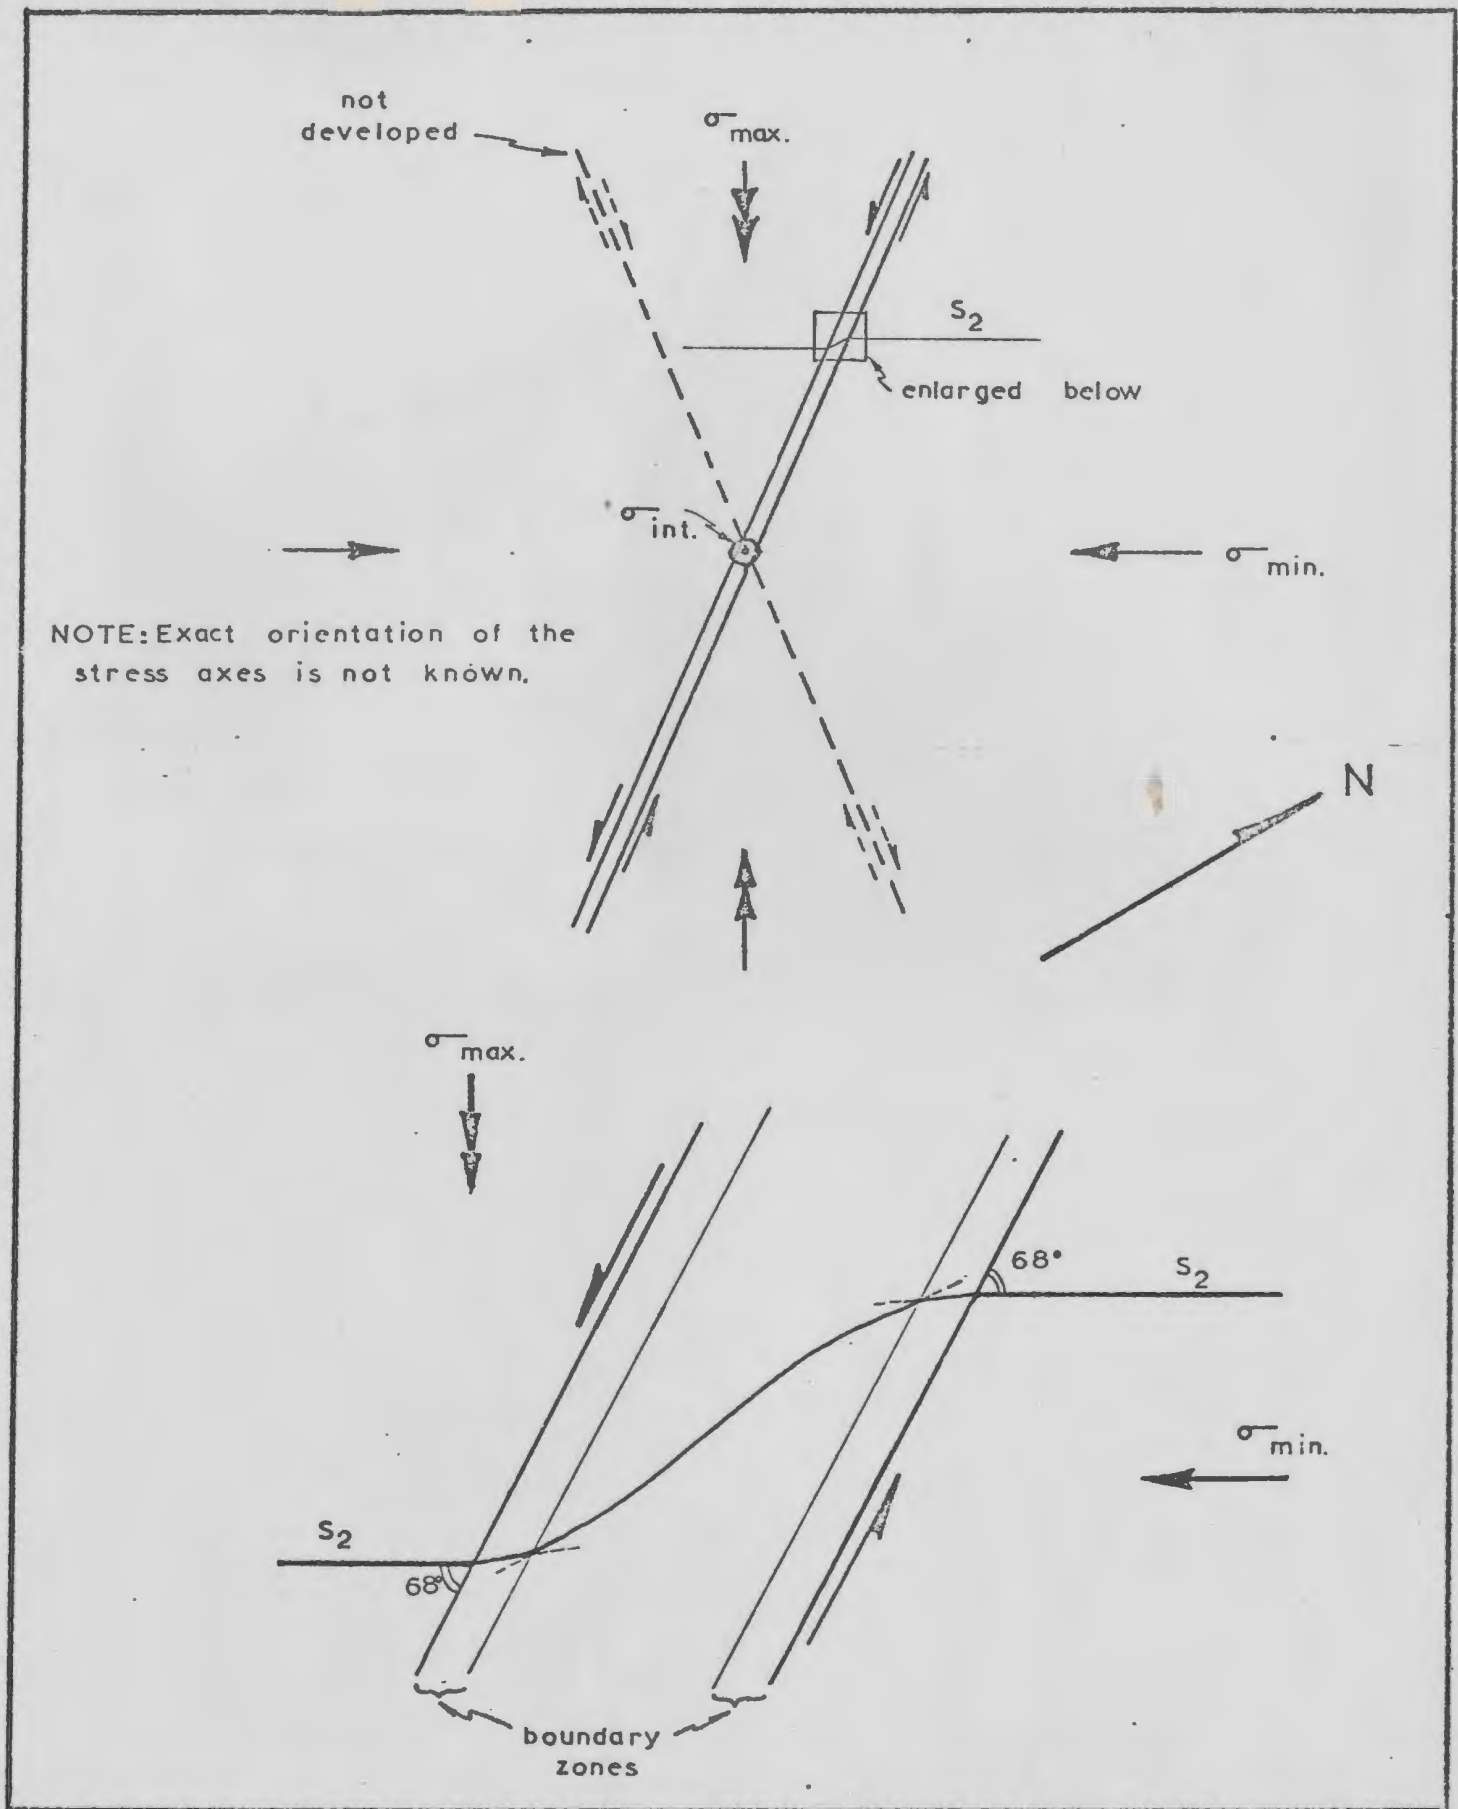 not
developed
σmax.
S2
enlarged below
σint.
σmin.
NOTE: Exact orientation of the
stress axes is not known.
N
σmax.
68°
S2
σmin.
S2
68°
boundary
zones